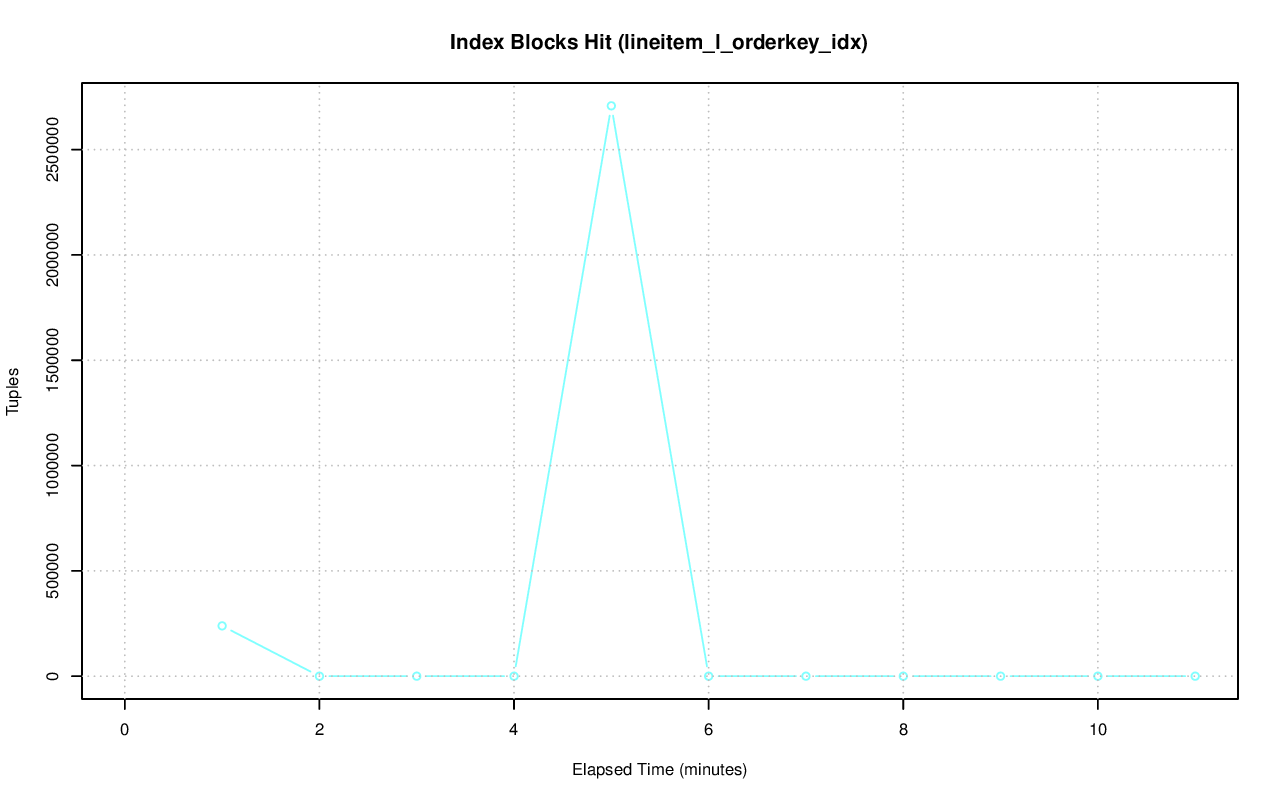 Index Blocks Hit (lineitem_l_orderkey_idx)
Tuples
2500000
2000000
1500000
1000000
500000
0
0 2 4 6 8 10
Elapsed Time (minutes)